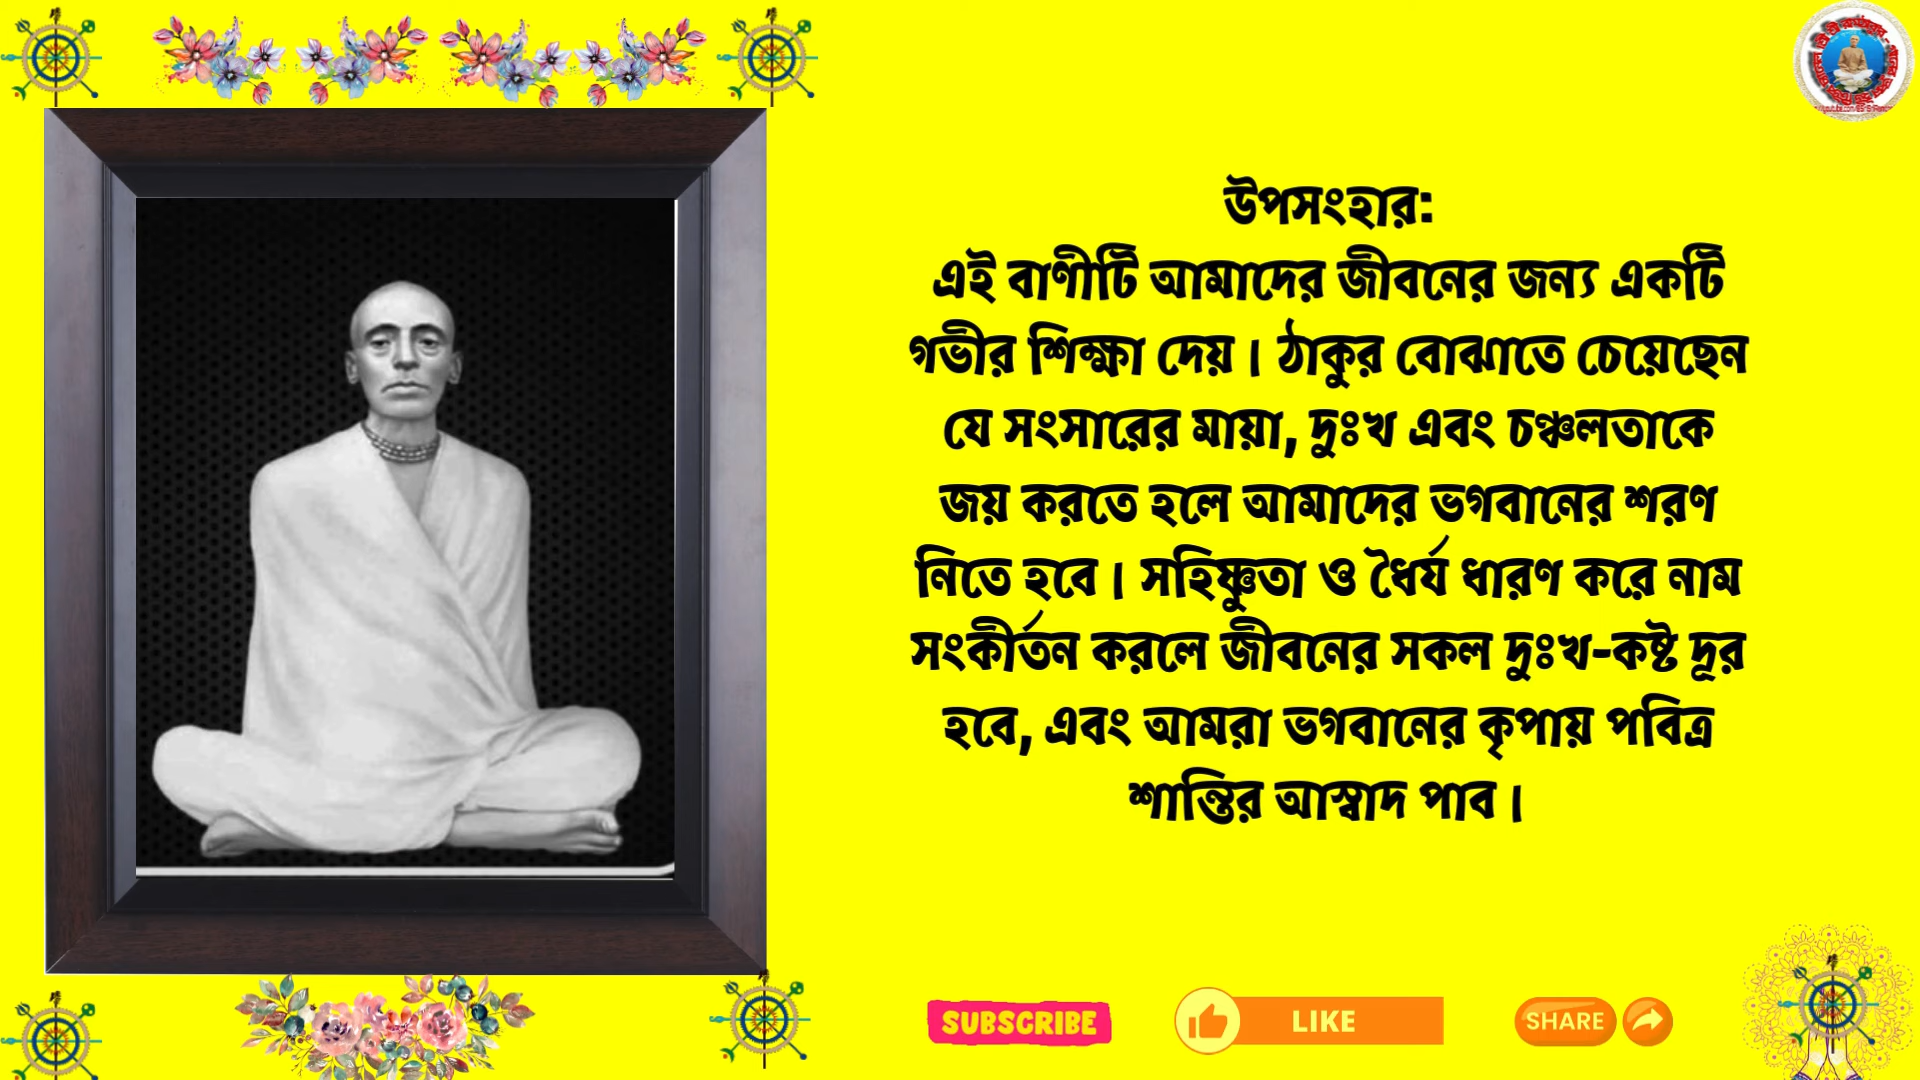 উপসংহার:
এই বাণীটি আমাদের জীবনের জন্য একটি
গভীর শিক্ষা দেয়। ঠাকুর বোঝাতে চেয়েছেন
যে সংসারের মায়া, দুঃখ এবং চঞ্চলতাকে
জয় করতে হলে আমাদের ভগবানের শরণ
নিতে হবে। সহিষ্ণুতা ও ধৈর্য ধারণ করে নাম
সংকীর্তন করলে জীবনের সকল দুঃখ-কষ্ট দূর
হবে, এবং আমরা ভগবানের কৃপায় পবিত্র
শান্তির আস্বাদ পাব।
SUBSCRIBE
LIKE
SHARE